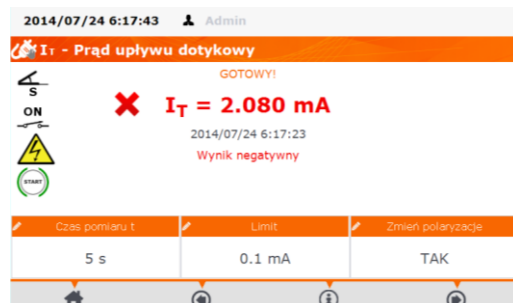 2014/07/24 6:17:43 Admin
IT - Prąd upływu dotykowy
GOTOWY!
S
ON
IT = 2.080 mA
2014/07/24 6:17:23
Wynik negatywny
START
Czas pomiaru t
Limit
Zmień polaryzacje
5 s
0.1 mA
TAK